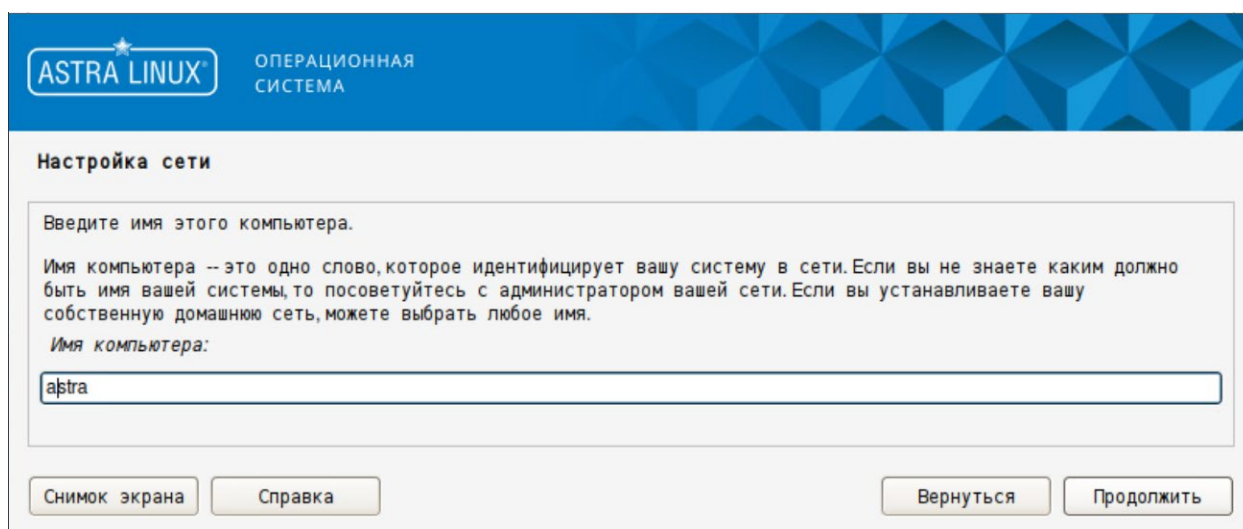 ASTRA LINUX®
ОПЕРАЦИОННАЯ
СИСТЕМА
Настройка сети
Введите имя этого компьютера.
Имя компьютера -- это одно слово, которое идентифицирует вашу систему в сети. Если вы не знаете каким должно
быть имя вашей системы, то посоветуйтесь с администратором вашей сети. Если вы устанавливаете вашу
собственную домашнюю сеть, можете выбрать любое имя.
Имя компьютера:
astra
Снимок экрана
Справка
Вернуться
Продолжить